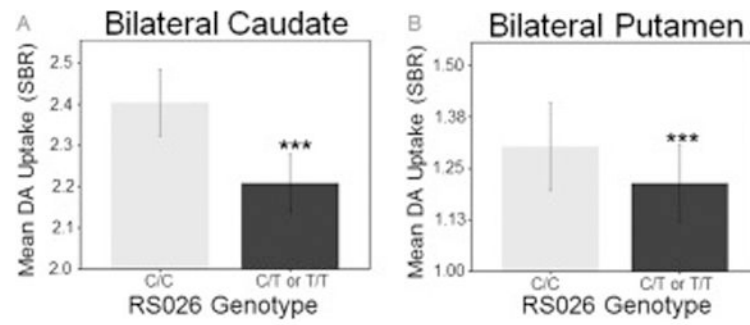 A
Bilateral Caudate
Mean DA Uptake (SBR)
2.5
2.4
2.3
2.2
2.1
2.0
***
C/C
C/T or T/T
RS026 Genotype
B
Bilateral Putamen
Mean DA Uptake (SBR)
1.50
1.38
1.25
1.13
1.00
***
C/C
C/T or T/T
RS026 Genotype